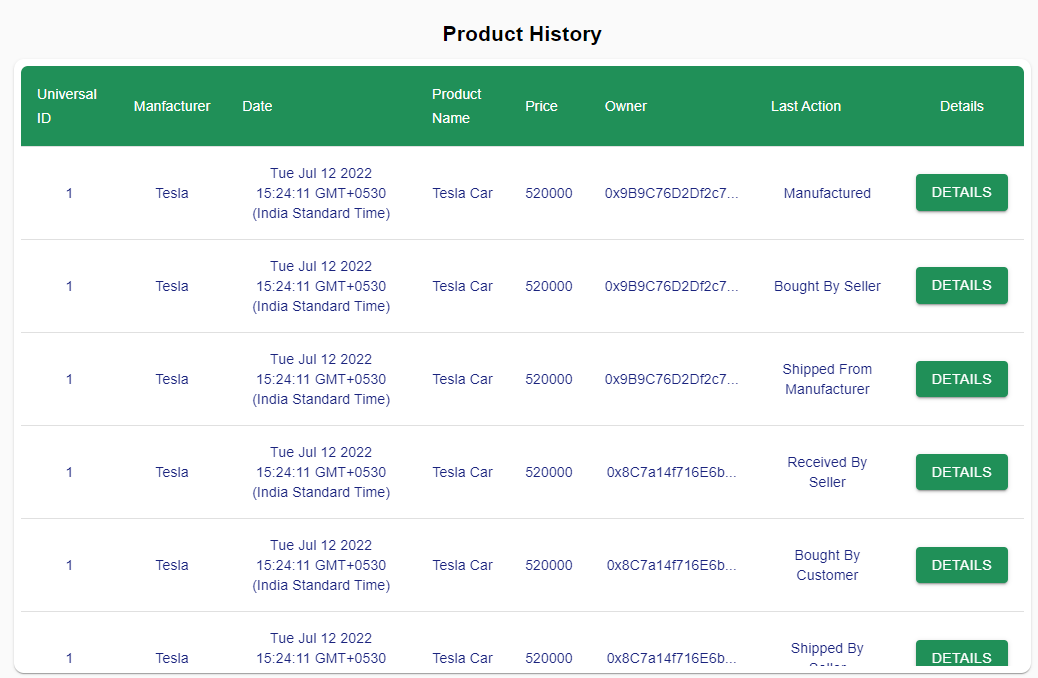 Product History
Universal
ID
Manfacturer
Date
Product
Name
Price
Owner
Last Action
Details
1
Tesla
Tue Jul 12 2022
15:24:11 GMT+0530
(India Standard Time)
Tesla Car
520000
0x9B9C76D2Df2c7...
Manufactured
DETAILS
1
Tesla
Tue Jul 12 2022
15:24:11 GMT+0530
(India Standard Time)
Tesla Car
520000
0x9B9C76D2Df2c7...
Bought By Seller
DETAILS
1
Tesla
Tue Jul 12 2022
15:24:11 GMT+0530
(India Standard Time)
Tesla Car
520000
0x9B9C76D2Df2c7...
Shipped From
Manufacturer
DETAILS
1
Tesla
Tue Jul 12 2022
15:24:11 GMT+0530
(India Standard Time)
Tesla Car
520000
0x8C7a14f716E6b...
Received By
Seller
DETAILS
1
Tesla
Tue Jul 12 2022
15:24:11 GMT+0530
(India Standard Time)
Tesla Car
520000
0x8C7a14f716E6b...
Bought By
Customer
DETAILS
1
Tesla
Tue Jul 12 2022
15:24:11 GMT+0530
Tesla Car
520000
0x8C7a14f716E6b...
Shipped By
DETAILS